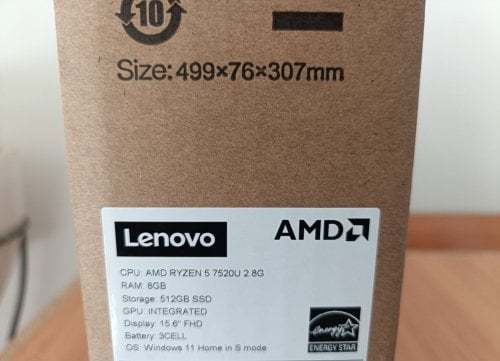 10
Size: 499×76×307mm
Lenovo
AMD
CPU: AMD RYZEN 5 7520U 2.8G
RAM: 8GB
Storage: 512GB SSD
GPU: INTEGRATED
Display: 15.6" FHD
Battery: 3CELL
OS: Windows 11 Home in S mode
energy
ENERGY STAR